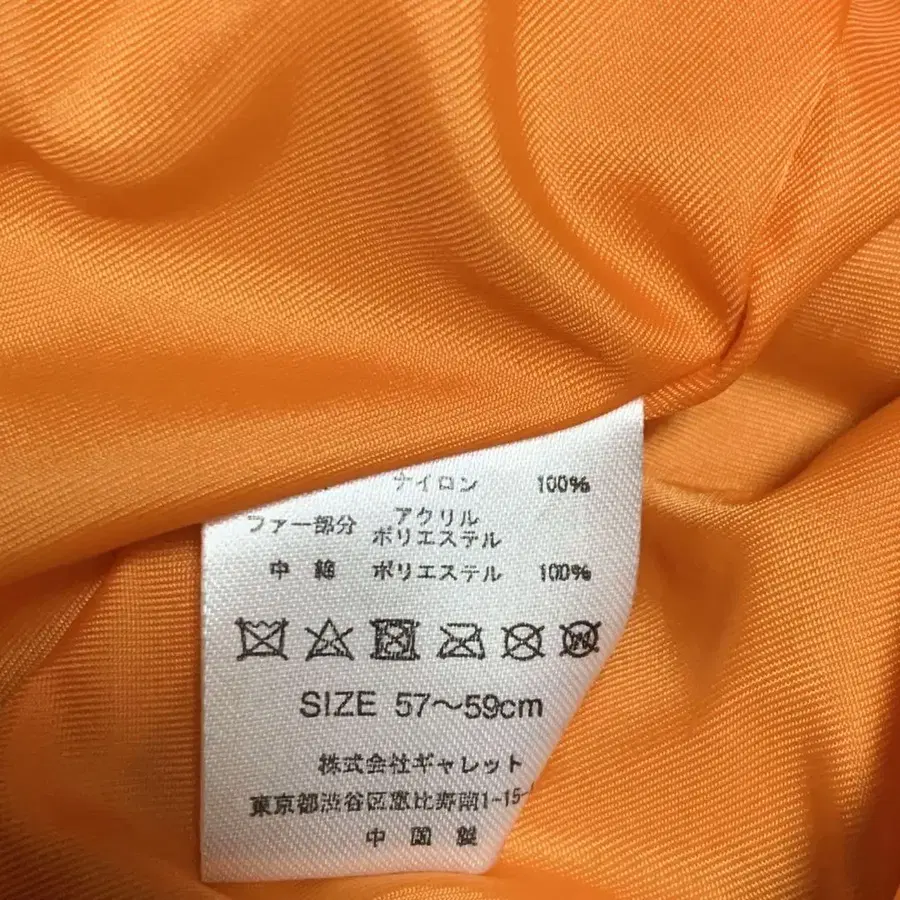 ナイロン 100%
ファー部分 アクリル
ポリエステル
中 綿 ポリエステル 100%
W
SIZE 57～59cm
株式会社ギャレット
東京都渋谷区恵比寿南1-15-
中 国 製